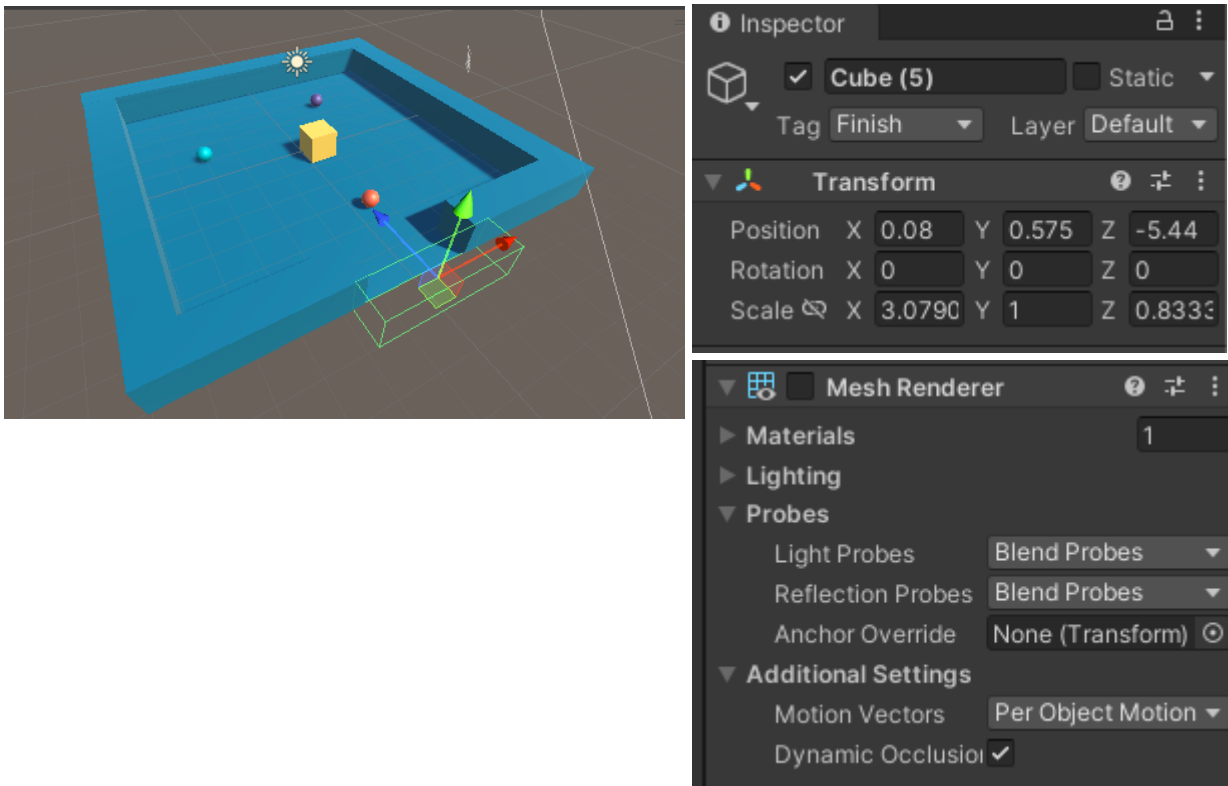 Inspector
Cube (5) Static
Tag Finish Layer Default
Transform
Position X 0.08 Y 0.575 Z -5.44
Rotation X 0 Y 0 Z 0
Scale X 3.0790 Y 1 Z 0.8333
Mesh Renderer
Materials 1
Lighting
Probes
Light Probes Blend Probes
Reflection Probes Blend Probes
Anchor Override None (Transform)
Additional Settings
Motion Vectors Per Object Motion
Dynamic Occlusion